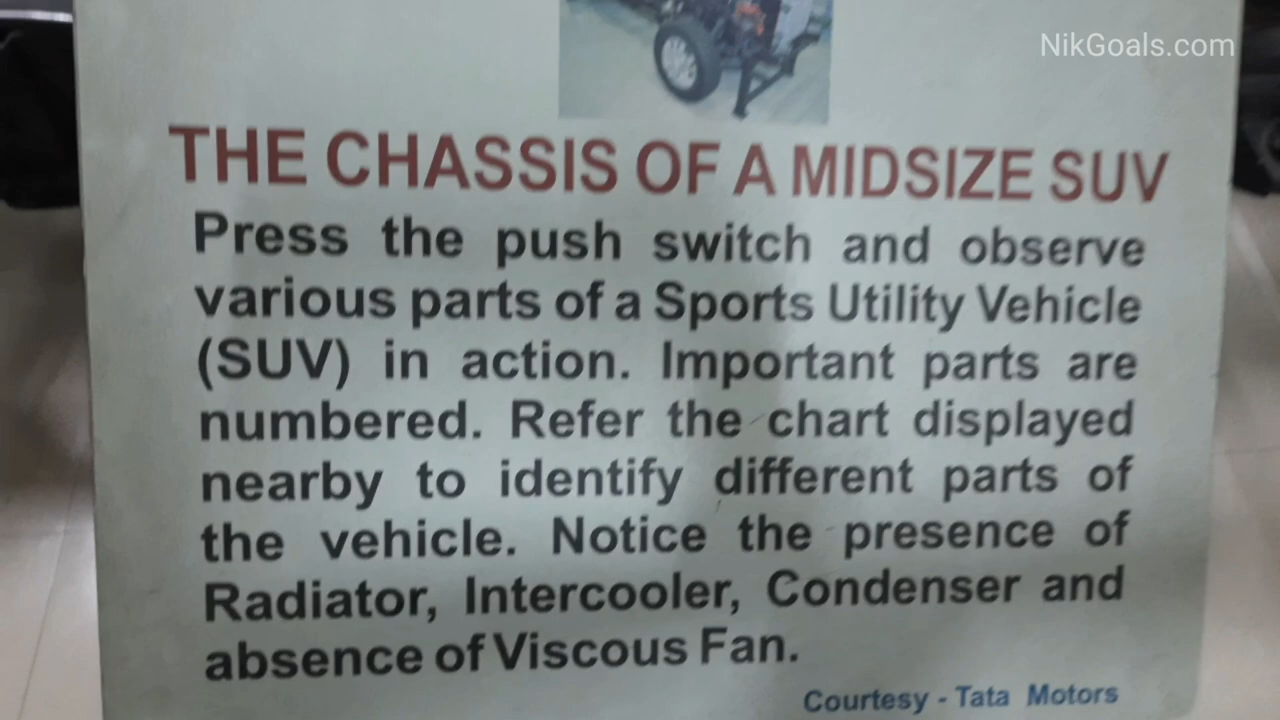 NikGoals.com
THE CHASSIS OF A MIDSIZE SUV
Press the push switch and observe
various parts of a Sports Utility Vehicle
(SUV) in action. Important parts are
numbered. Refer the chart displayed
nearby to identify different parts of
the vehicle. Notice the presence of
Radiator, Intercooler, Condenser and
absence of Viscous Fan.
Courtesy - Tata Motors